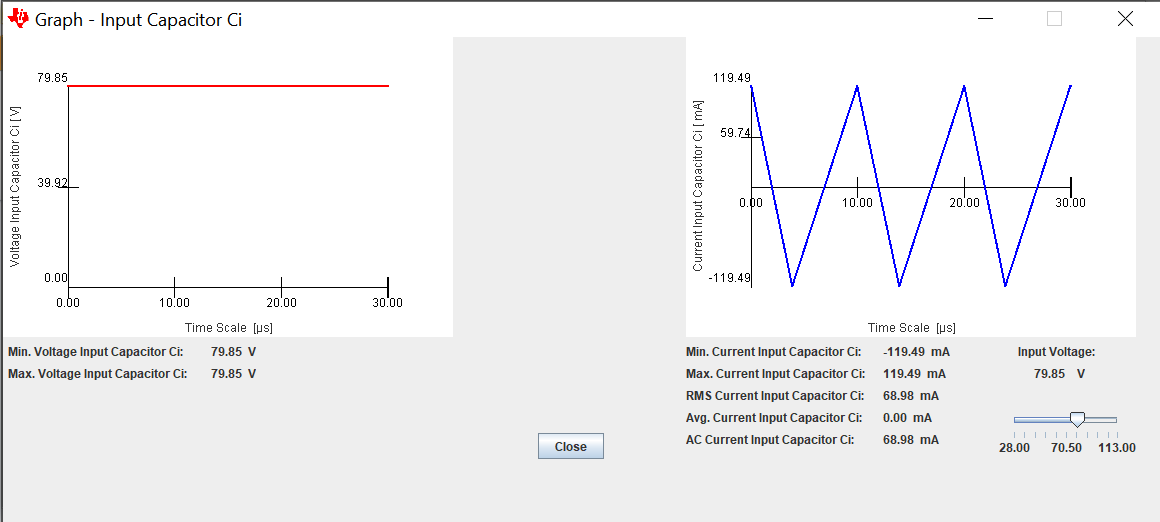 Graph - Input Capacitor Ci
79.85
39.92
0.00
Voltage Input Capacitor Ci [ V]
0.00 10.00 20.00 30.00
Time Scale [µs]
119.49
59.74
-119.49
Current Input Capacitor Ci [ mA]
0.00 10.00 20.00 30.00
Time Scale [µs]
Min. Voltage Input Capacitor Ci: 79.85 V
Max. Voltage Input Capacitor Ci: 79.85 V
Min. Current Input Capacitor Ci: -119.49 mA
Max. Current Input Capacitor Ci: 119.49 mA
RMS Current Input Capacitor Ci: 68.98 mA
Avg. Current Input Capacitor Ci: 0.00 mA
AC Current Input Capacitor Ci: 68.98 mA
Input Voltage:
79.85 V
28.00 70.50 113.00
Close